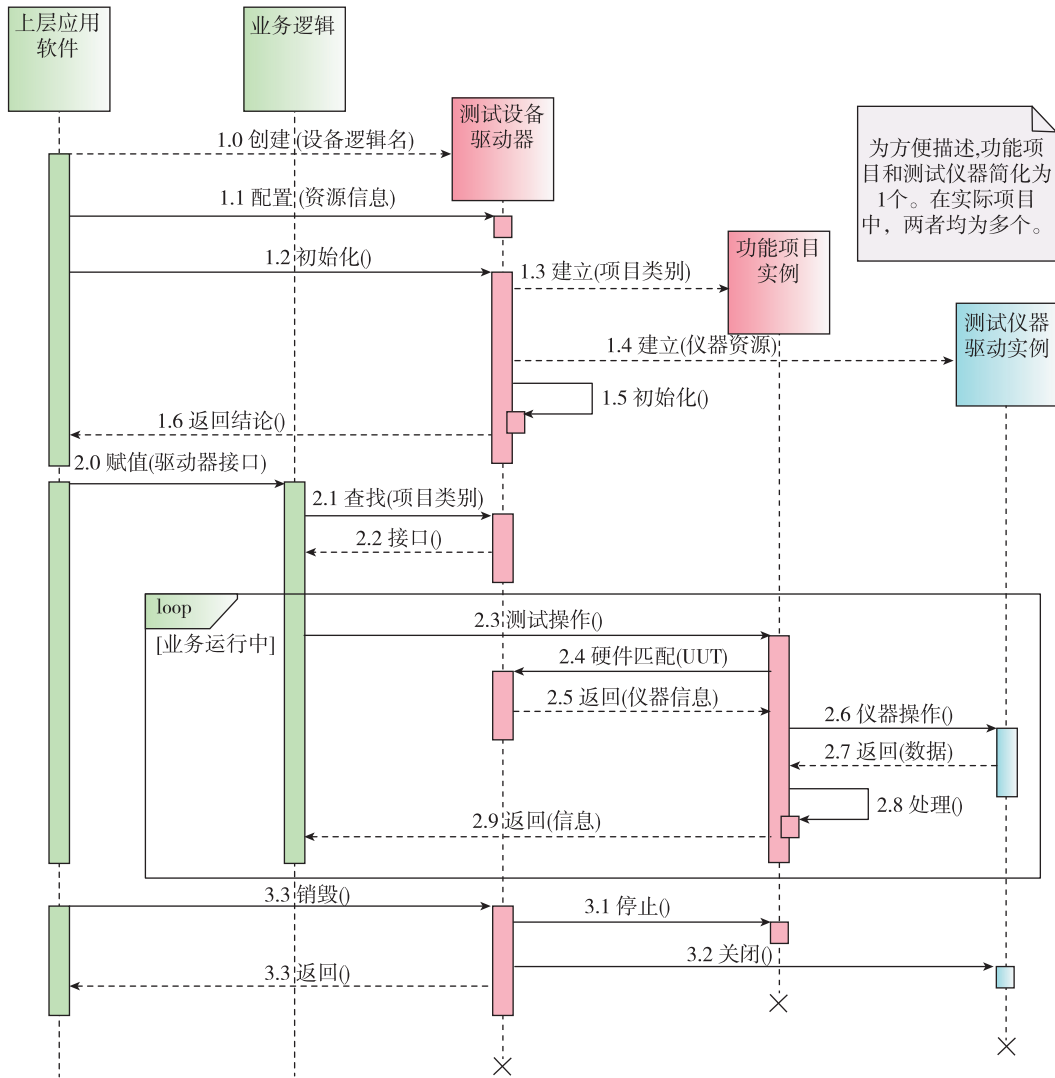 上层应用
软件
业务逻辑
测试设备
驱动器
1.0 创建 (设备逻辑名)
为方便描述,功能项
目和测试仪器简化为
1个。在实际项目
中，两者均为多个。
1.1 配置 (资源信息)
功能项目
实例
1.2 初始化()
1.3 建立(项目类别)
测试仪器
驱动实例
1.4 建立(仪器资源)
1.5 初始化()
1.6 返回结论()
2.0 赋值(驱动器接口)
2.1 查找(项目类别)
2.2 接口()
loop
[业务运行中]
2.3 测试操作()
2.4 硬件匹配(UUT)
2.5 返回(仪器信息)
2.6 仪器操作()
2.7 返回(数据)
2.8 处理()
2.9 返回(信息)
3.3 销毁()
3.1 停止()
3.2 关闭()
3.3 返回()